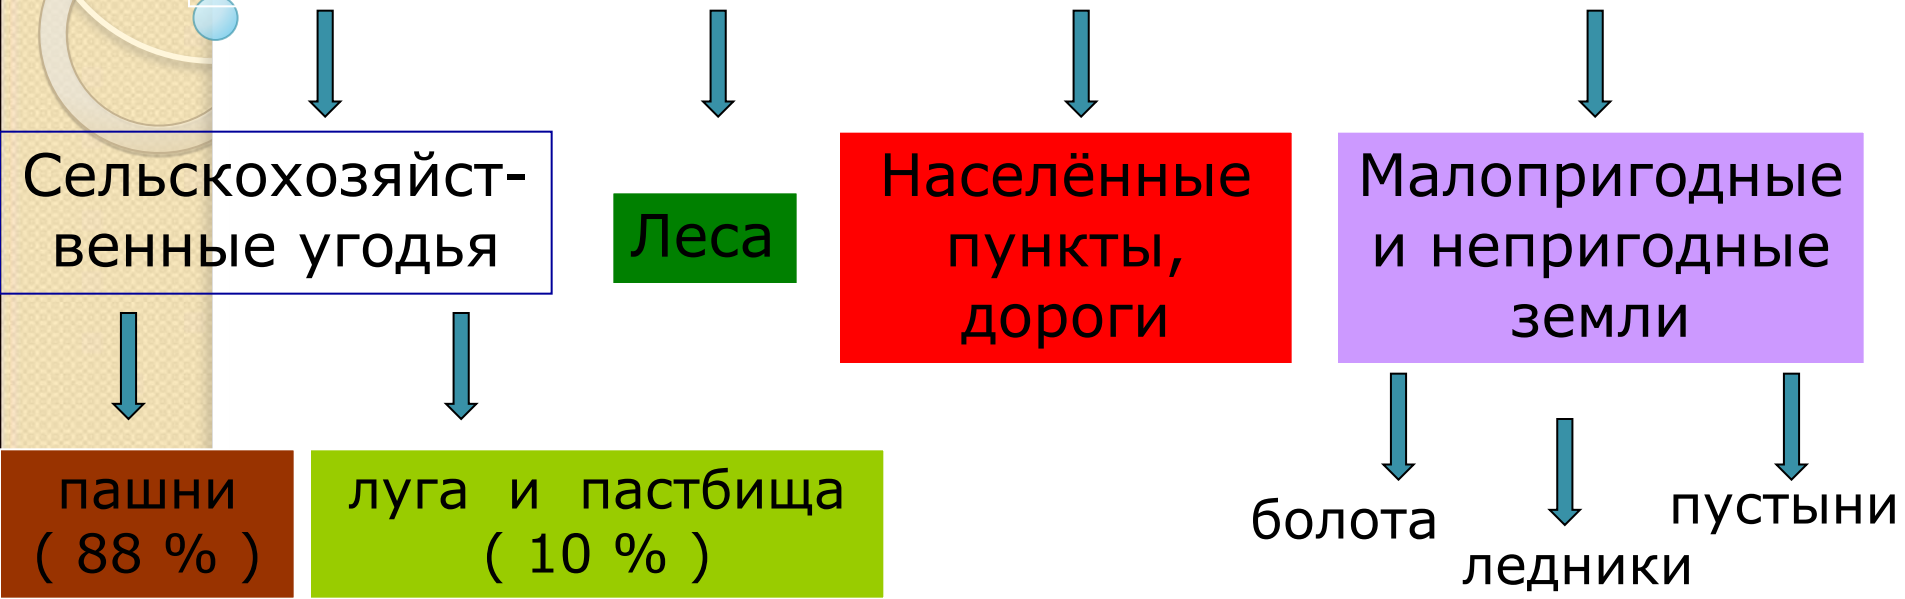 Сельскохозяйст-
венные угодья
Леса
Населённые
пункты,
дороги
Малопригодные
и непригодные
земли
пашни
( 88 % )
луга и пастбища
( 10 % )
болота
ледники
пустыни